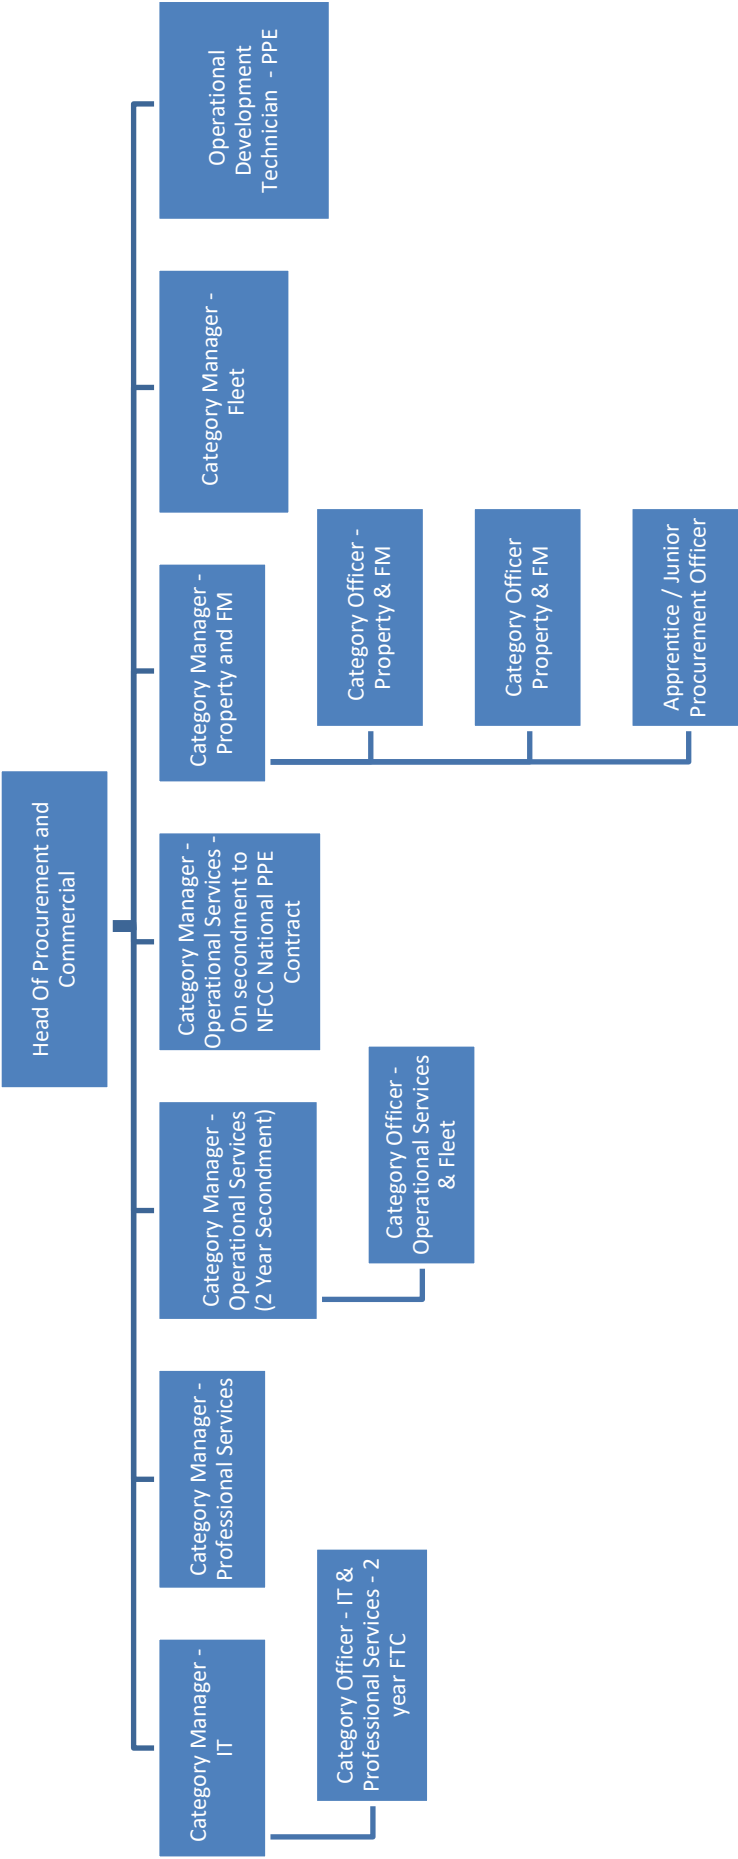 Head Of Procurement and
Commercial
Category Manager -
IT
Category Officer - IT &
Professional Services - 2
year FTC
Category Manager -
Professional Services
Category Manager -
Operational Services
(2 Year Secondment)
Category Officer -
Operational Services
& Fleet
Category Manager -
Operational Services -
On secondment to
NFCC National PPE
Contract
Category Manager -
Property and FM
Category Officer -
Property & FM
Category Officer
Property & FM
Apprentice / Junior
Procurement Officer
Category Manager -
Fleet
Operational
Development
Technician - PPE